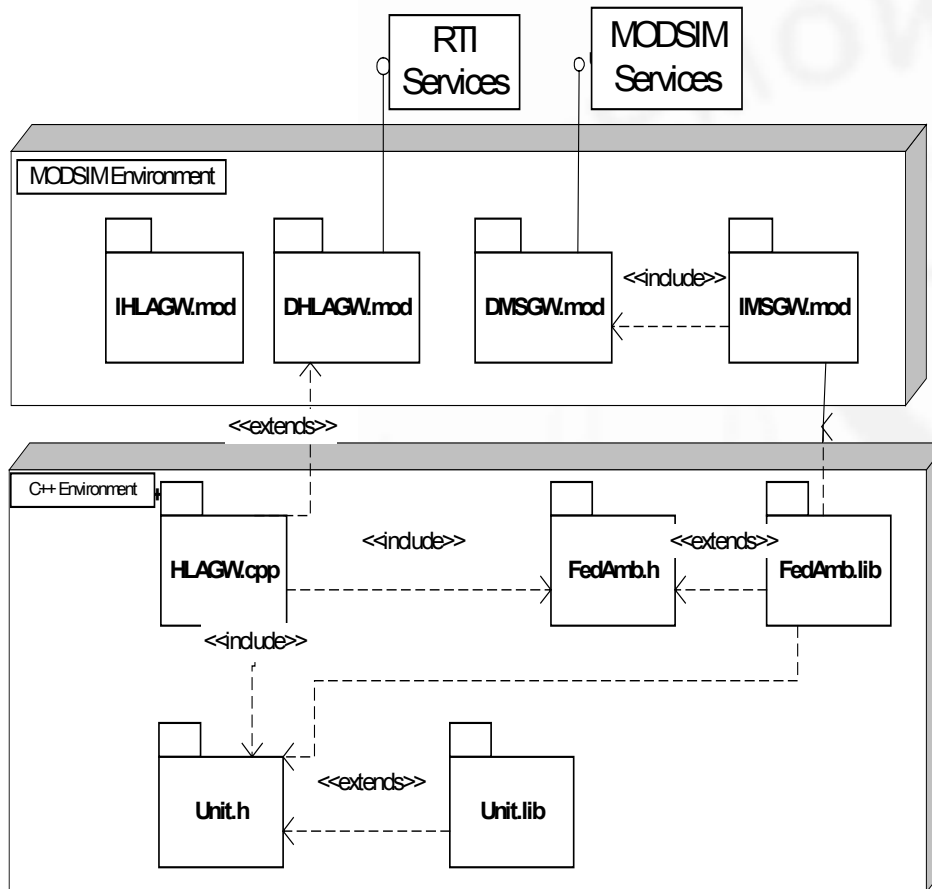 RTI
Services
MODSIM
Services
MODSIM Environment
IHLAGW.mod
DHLAGW.mod
DMSGW.mod
<<include>>
IMSGW.mod
<<extends>>
C++ Environment
HLAGW.cpp
<<include>>
FedAmb.h
<<extends>>
FedAmb.lib
<<include>>
Unit.h
<<extends>>
Unit.lib